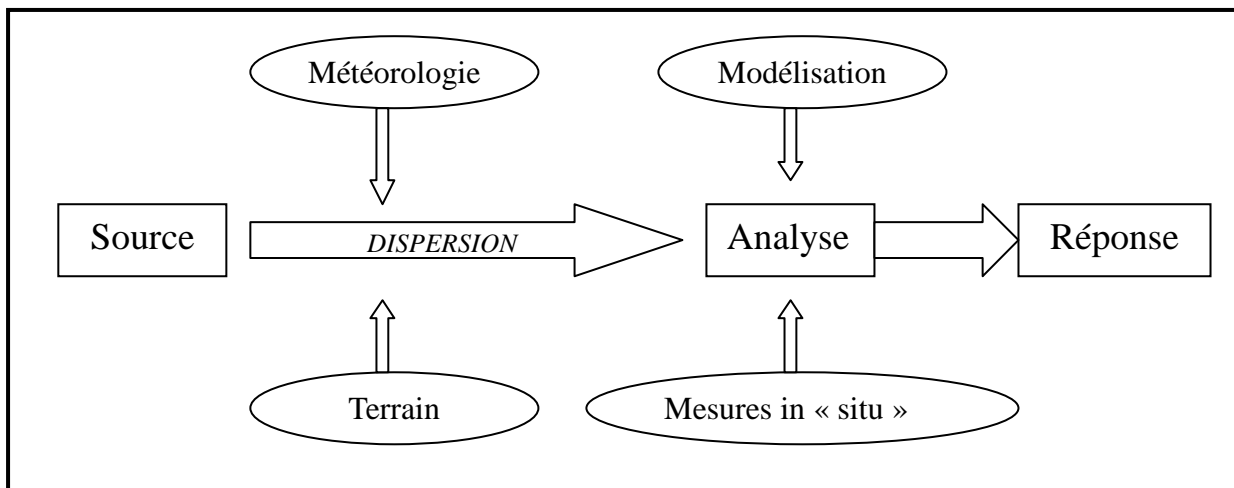 Météorologie
Modélisation
Source
DISPERSION
Analyse
Réponse
Terrain
Mesures in « situ »